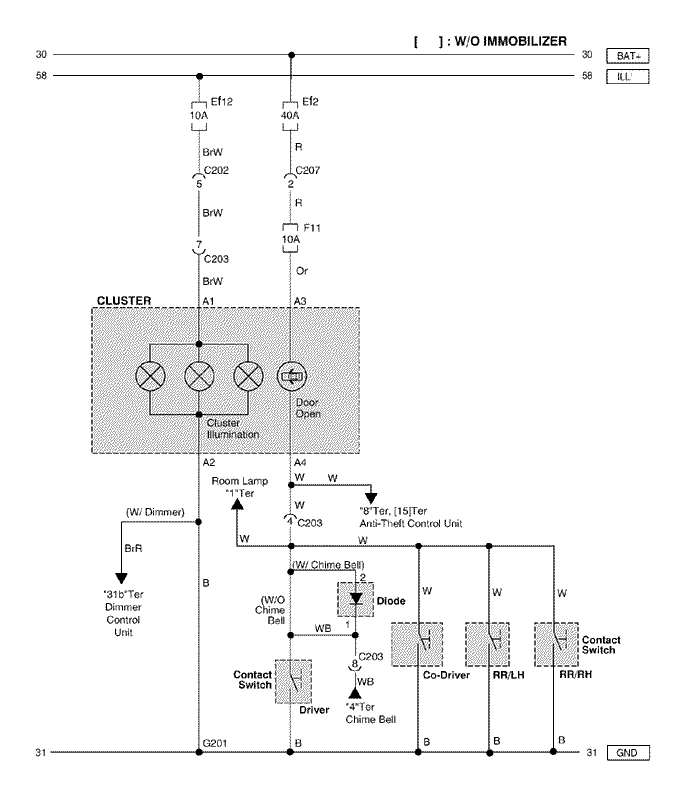 [ ] : W/O IMMOBILIZER
30 30 BAT+
58 58 ILL'
Ef12 Ef2
10A 40A
BrW R
C202 C207
5 2
BrW R
F11
10A
7
C203
Or
BrW
CLUSTER A1 A3
Door
Open
Cluster
Illumination
A2 A4
W W
Room Lamp
"1"Ter
W
"8"Ter, [15]Ter
Anti-Theft Control Unit
(W/ Dimmer)
4 C203
W W
BrR
(W/ Chime Bell)
2
"31b"Ter
Dimmer
Control
Unit
B
(W/O
Chime
Bell)
Diode
W W W
1
WB
C203
8
WB
Contact
Switch
Driver
"4"Ter
Chime Bell
Co-Driver RR/LH RR/RH
Contact
Switch
G201 B B B B
31 31 GND